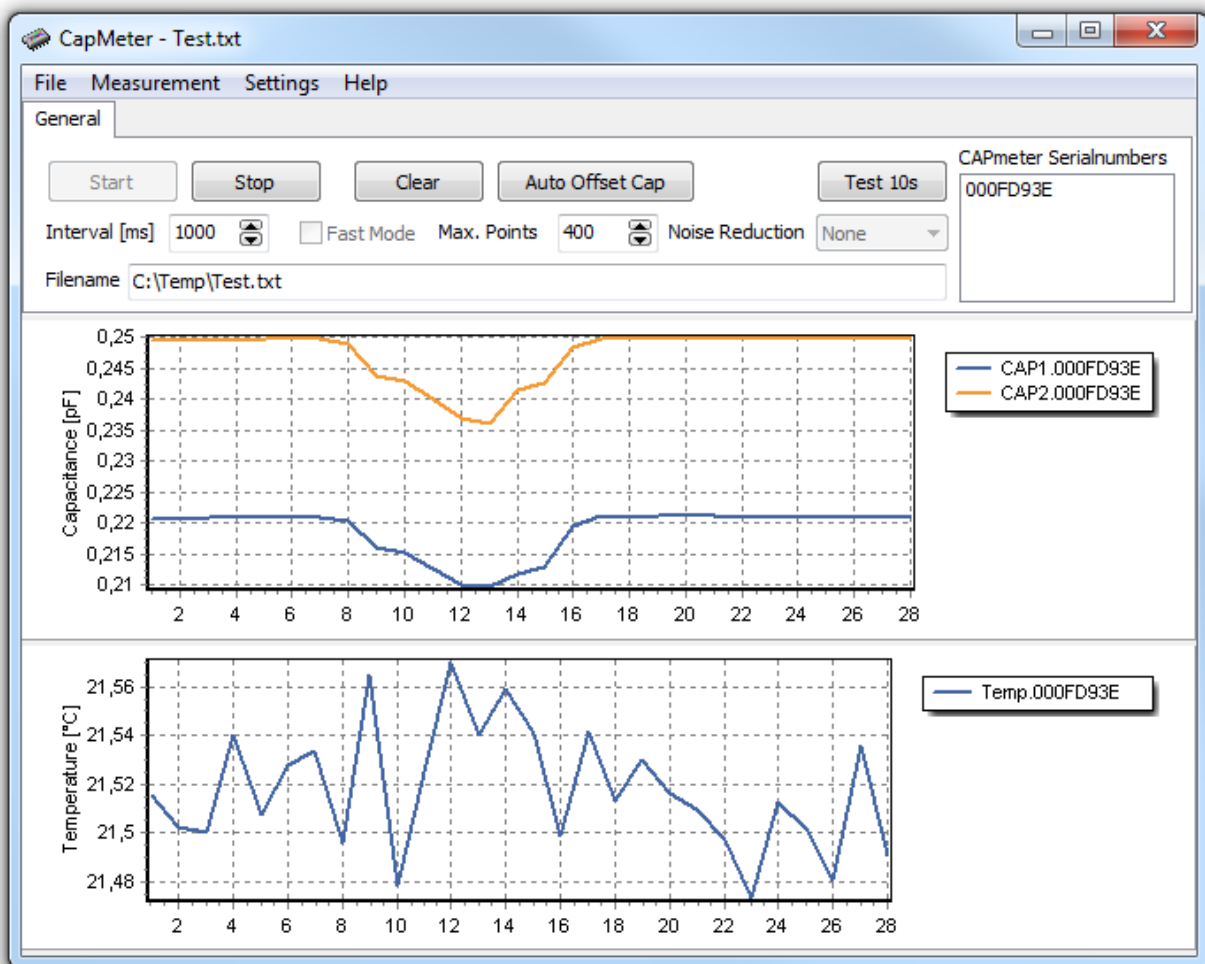 CapMeter - Test.txt
File Measurement Settings Help
General
Start Stop Clear Auto Offset Cap Test 10s
CAPmeter Serialnumbers
000FD93E
Interval [ms] 1000 Fast Mode Max. Points 400 Noise Reduction None
Filename C:\Temp\Test.txt
Capacitance [pF]
0,25
0,245
0,24
0,235
0,23
0,225
0,22
0,215
0,21
2 4 6 8 10 12 14 16 18 20 22 24 26 28
CAP1.000FD93E
CAP2.000FD93E
Temperature [°C]
21,56
21,54
21,52
21,5
21,48
2 4 6 8 10 12 14 16 18 20 22 24 26 28
Temp.000FD93E